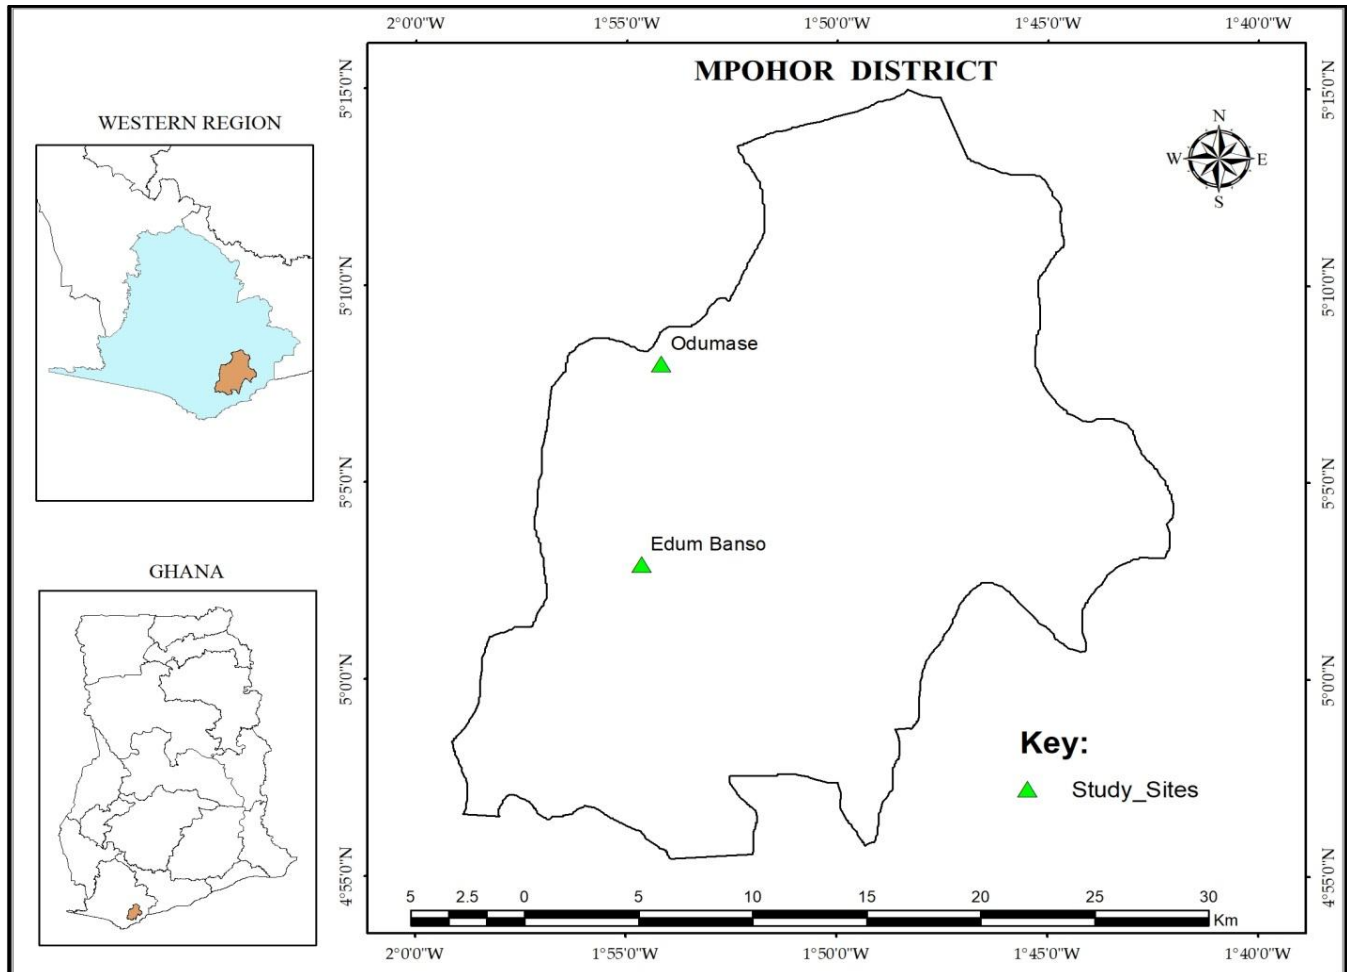 2°0'0"W 1°55'0"W 1°50'0"W 1°45'0"W 1°40'0"W
MPOHOR DISTRICT
5°15'0"N
5°15'0"N
N
W E
S
WESTERN REGION
5°10'0"N
5°10'0"N
Odumase
5°5'0"N
5°5'0"N
Edum Banso
GHANA
5°0'0"N
5°0'0"N
Key:
Study_Sites
4°55'0"N
4°55'0"N
5 2.5 0 5 10 15 20 25 30
Km
2°0'0"W 1°55'0"W 1°50'0"W 1°45'0"W 1°40'0"W